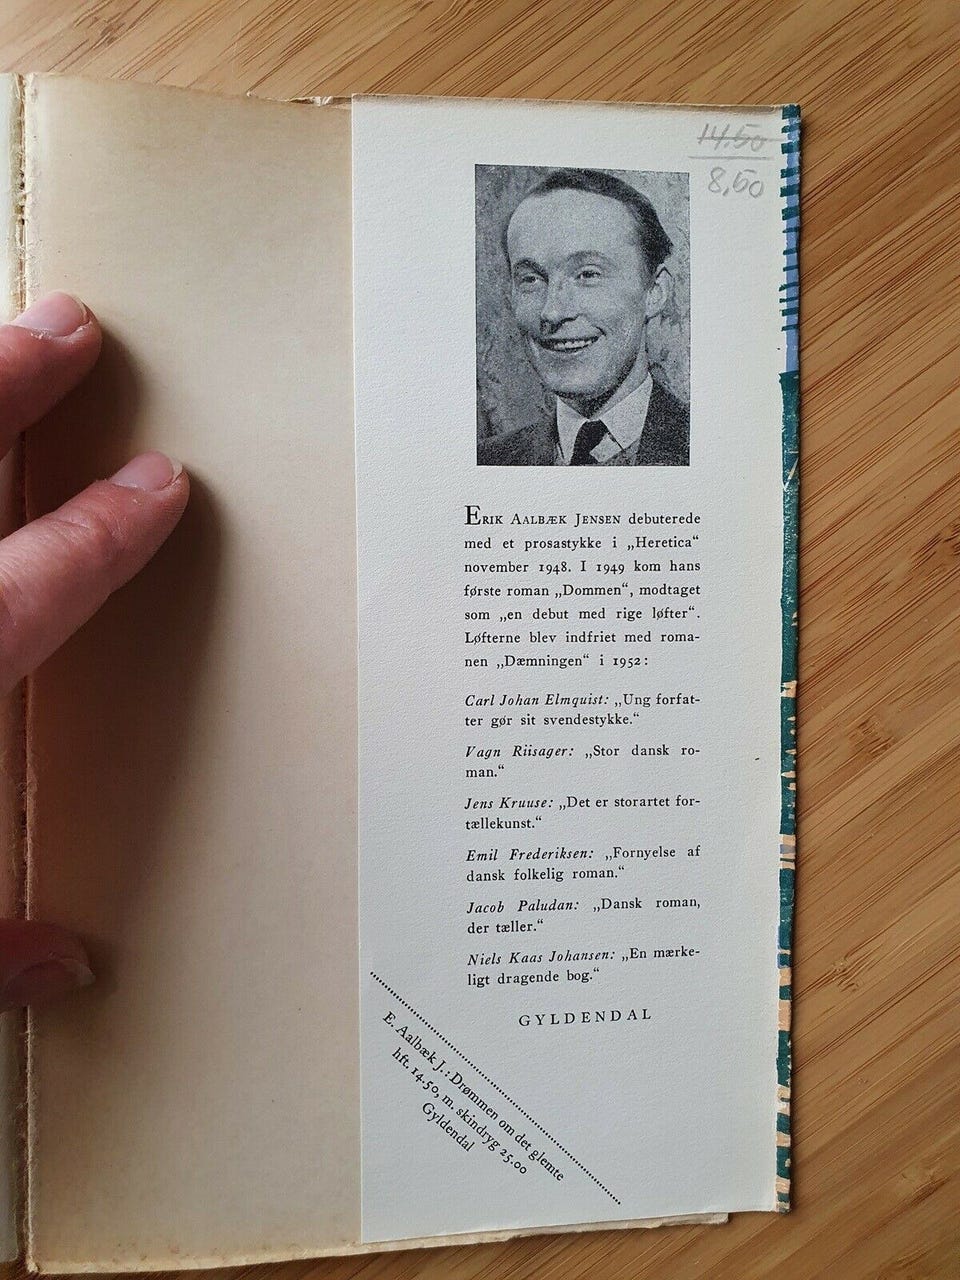 14.50
8,50
ERIK AALBÆK JENSEN debuterede
med et prosastykke i „Heretica“
november 1948. I 1949 kom hans
første roman „Dommen“, modtaget
som „en debut med rige løfter“.
Løfterne blev indfriet med roma-
nen „Dæmningen“ i 1952:
Carl Johan Elmquist: „Ung forfat-
ter gør sit svendestykke.“
Vagn Riisager: „Stor dansk ro-
man.“
Jens Kruuse: „Det er storartet for-
tællekunst.“
Emil Frederiksen: „Fornyelse af
dansk folkelig roman.“
Jacob Paludan: „Dansk roman,
der tæller.“
Niels Kaas Johansen: „En mærke-
ligt dragende bog.“
GYLDENDAL
E. Aalbæk J.: Drømmen om det glemte
hft. 14.50, m. skindryg 25.00
Gyldendal